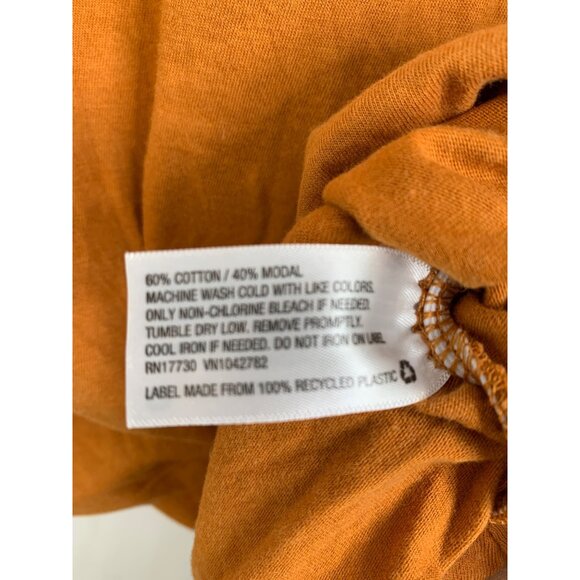 60% COTTON / 40% MODAL
MACHINE WASH COLD WITH LIKE COLORS.
ONLY NON-CHLORINE BLEACH IF NEEDED.
TUMBLE DRY LOW. REMOVE PROMPTLY.
COOL IRON IF NEEDED. DO NOT IRON ON LABEL
RN17730 VN1042782
LABEL MADE FROM 100% RECYCLED PLASTIC